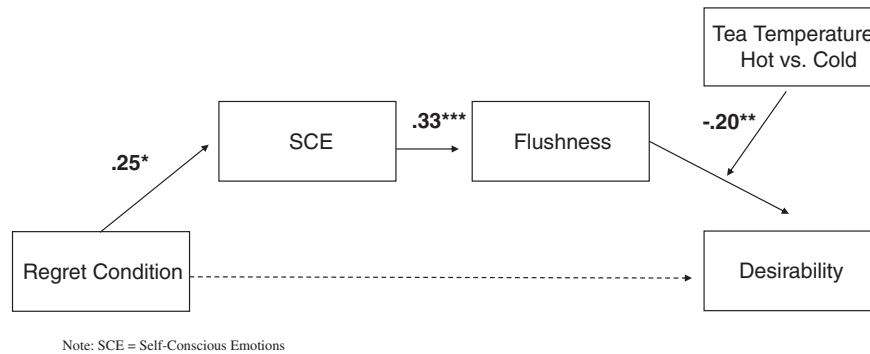 Tea Temperature
Hot vs. Cold
-.20**
.33***
SCE
Flushness
.25*
Regret Condition
Desirability
Note: SCE = Self-Conscious Emotions